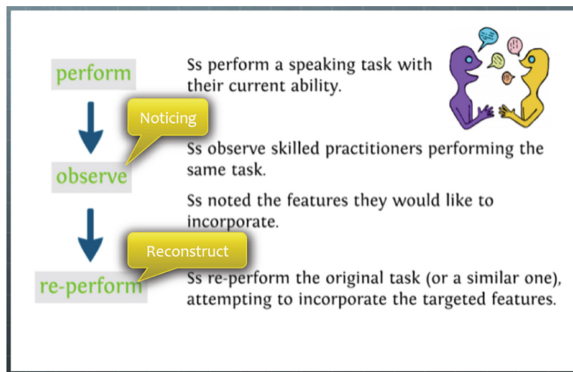 perform
Ss perform a speaking task with
their current ability.
Noticing
observe
Ss observe skilled practitioners performing the
same task.
Ss noted the features they would like to
incorporate.
Reconstruct
re-perform
Ss re-perform the original task (or a similar one),
attempting to incorporate the targeted features.